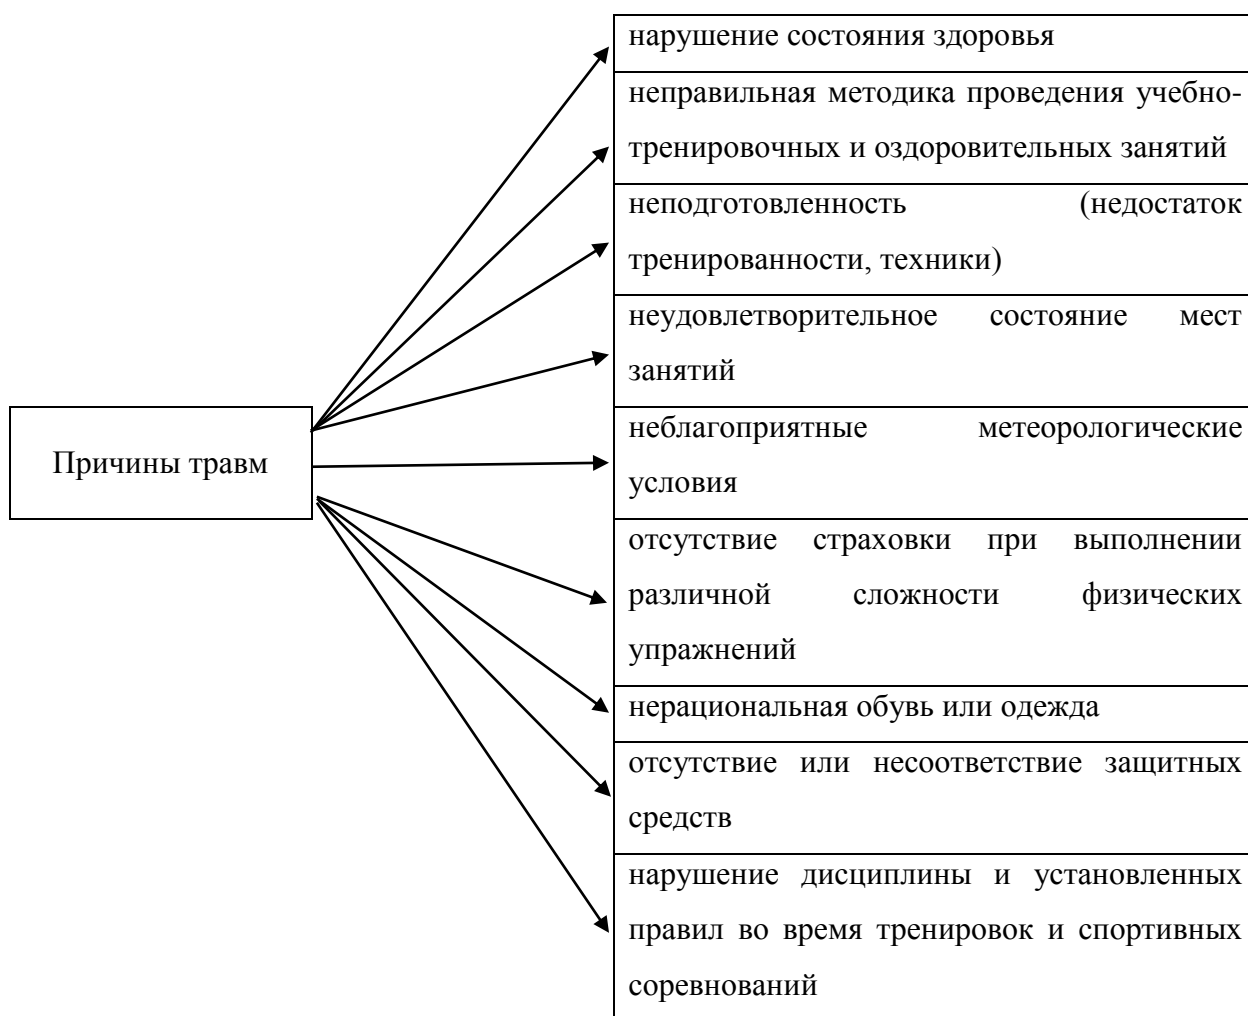 Причины травм
нарушение состояния здоровья
неправильная методика проведения учебно-
тренировочных и оздоровительных занятий
неподготовленность (недостаток
тренированности, техники)
неудовлетворительное состояние мест
занятий
неблагоприятные метеорологические
условия
отсутствие страховки при выполнении
различной сложности физических
упражнений
нерациональная обувь или одежда
отсутствие или несоответствие защитных
средств
нарушение дисциплины и установленных
правил во время тренировок и спортивных
соревнований